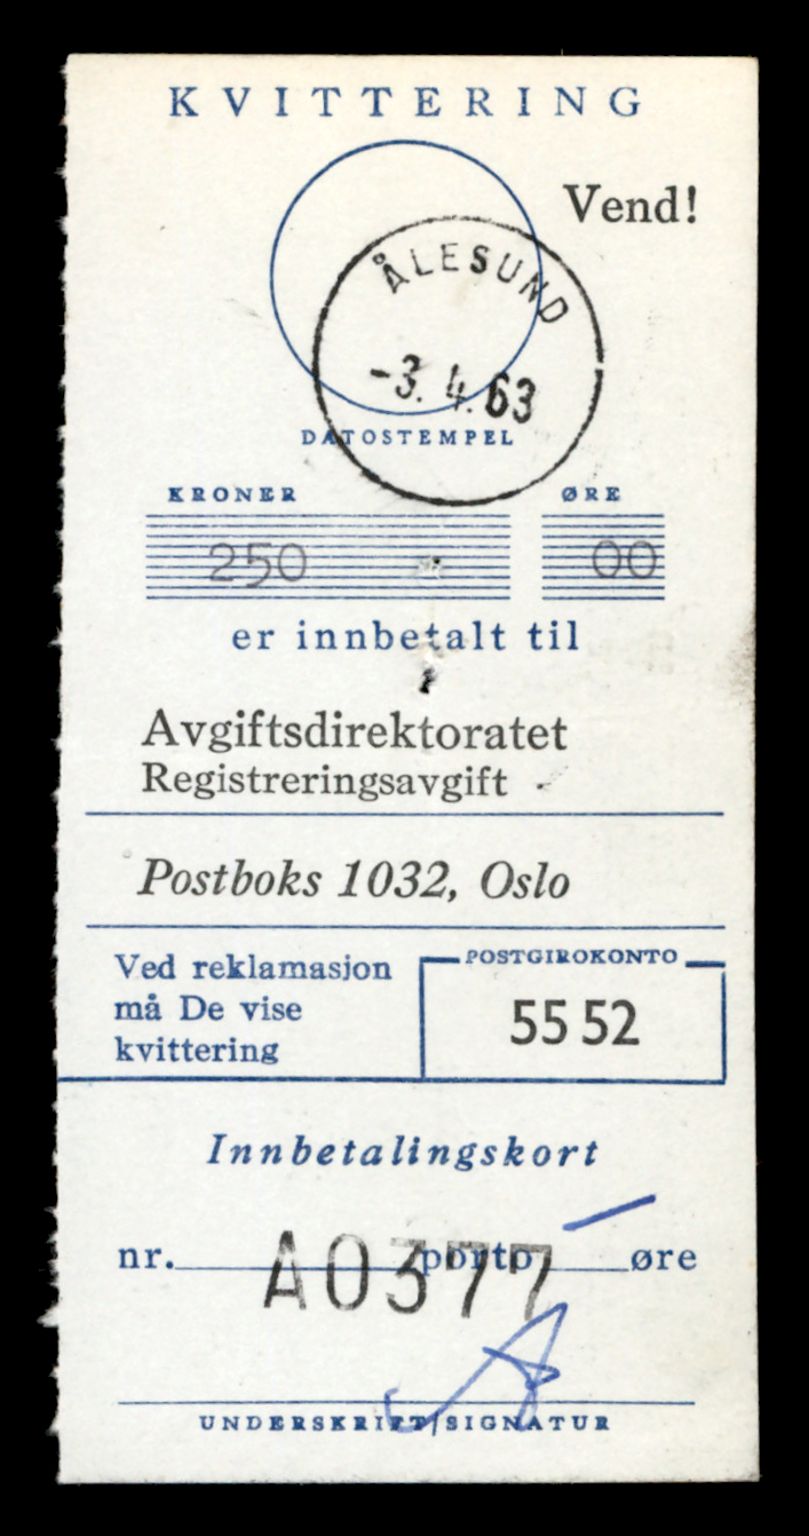 KVITTERING
Vend!
ÅLESUND
-3. 4. 63
DATOSTEMPEL
KRONER ØRE
250 00
er innbetalt til
Avgiftsdirektoratet
Registreringsavgift
Postboks 1032, Oslo
Ved reklamasjon
må De vise
kvittering
POSTGIROKONTO
55 52
Innbetalingskort
nr. A0377 porto øre
UNDERSKRIFT/SIGNATUR